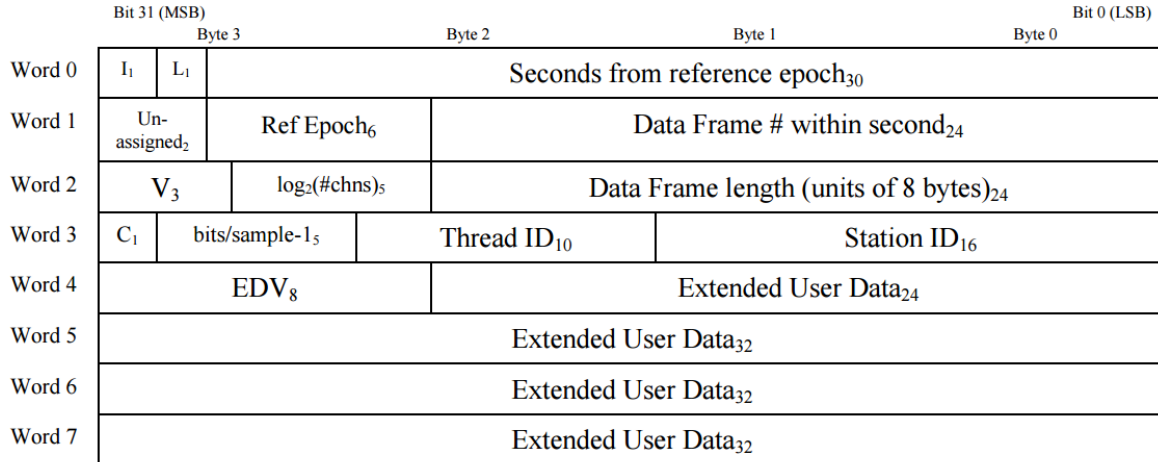 Bit 31 (MSB) Bit 0 (LSB)
Byte 3 Byte 2 Byte 1 Byte 0
Word 0 I₁ L₁ Seconds from reference epoch₃₀
Word 1 Un-
assigned₂ Ref Epoch₆ Data Frame # within second₂₄
Word 2 V₃ log₂(#chns)₅ Data Frame length (units of 8 bytes)₂₄
Word 3 C₁ bits/sample-1₅ Thread ID₁₀ Station ID₁₆
Word 4 EDV₈ Extended User Data₂₄
Word 5 Extended User Data₃₂
Word 6 Extended User Data₃₂
Word 7 Extended User Data₃₂